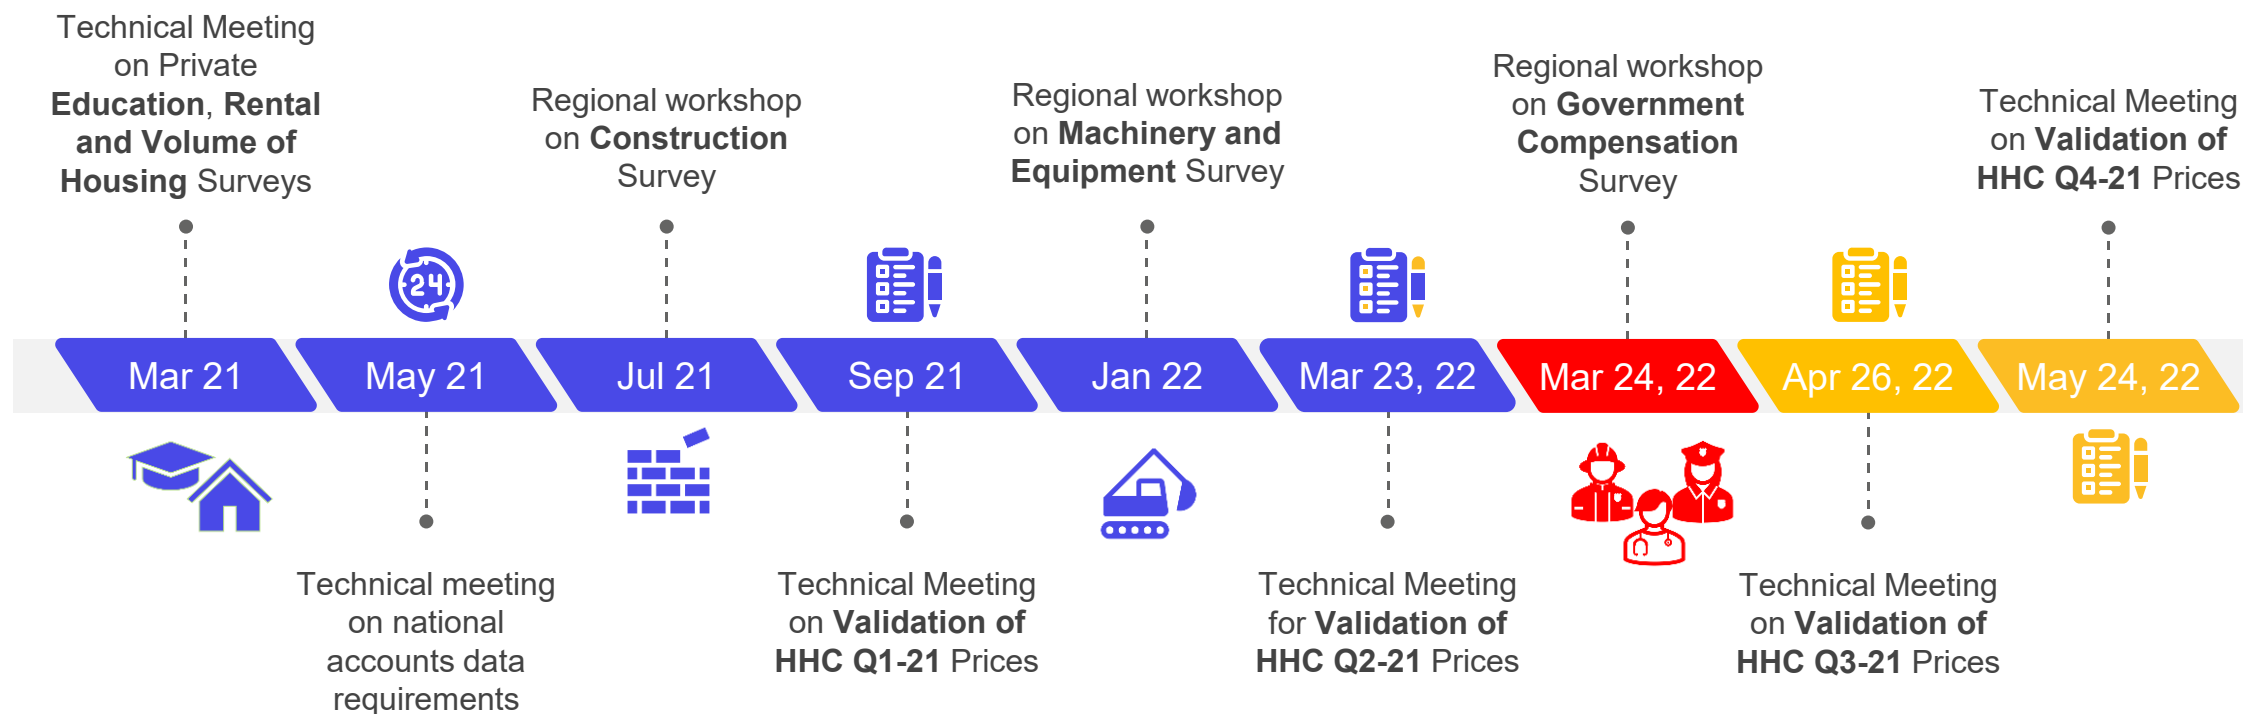 Technical Meeting
on Private
Education, Rental
and Volume of
Housing Surveys
Regional workshop
on Construction
Survey
Regional workshop
on Machinery and
Equipment Survey
Regional workshop
on Government
Compensation
Survey
Technical Meeting
on Validation of
HHC Q4-21 Prices
24
Mar 21
May 21
Jul 21
Sep 21
Jan 22
Mar 23, 22
Mar 24, 22
Apr 26, 22
May 24, 22
Technical meeting
on national
accounts data
requirements
Technical Meeting
on Validation of
HHC Q1-21 Prices
Technical Meeting
for Validation of
HHC Q2-21 Prices
Technical Meeting
on Validation of
HHC Q3-21 Prices